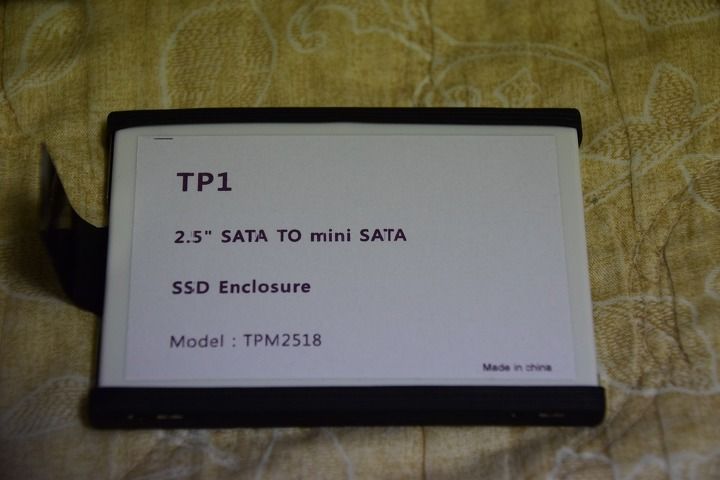 TP1
2.5" SATA TO mini SATA
SSD Enclosure
Model : TPM2518
Made in china